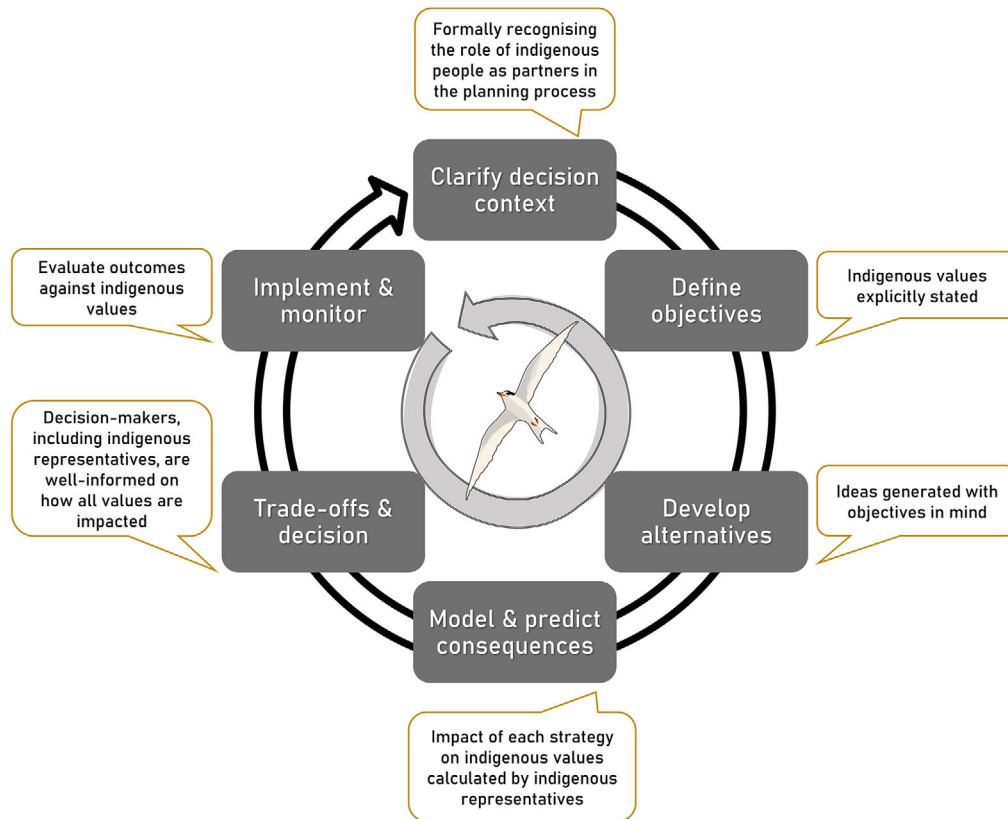 Formally recognising
the role of indigenous
people as partners in
the planning process
Clarify decision
context
Define
objectives
Indigenous values
explicitly stated
Develop
alternatives
Ideas generated with
objectives in mind
Model & predict
consequences
Impact of each strategy
on indigenous values
calculated by indigenous
representatives
Trade-offs &
decision
Decision-makers,
including indigenous
representatives, are
well-informed on
how all values are
impacted
Implement &
monitor
Evaluate outcomes
against indigenous
values